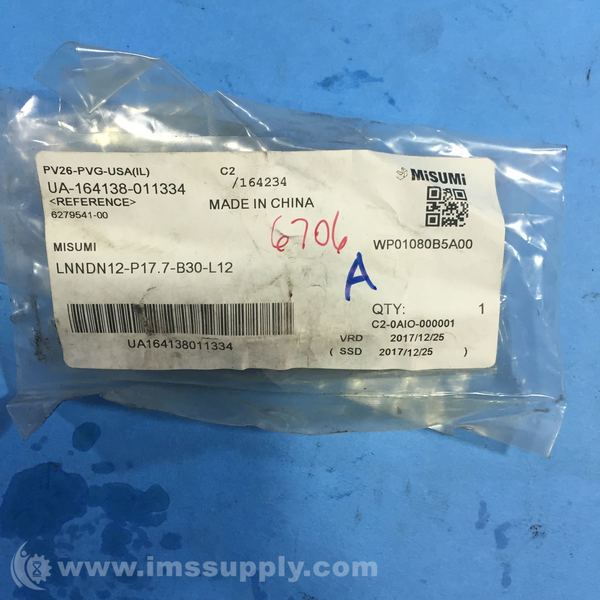 PV26-PVG-USA(IL) C2 MiSUMi
/164234
UA-164138-011334
<REFERENCE> MADE IN CHINA
6279541-00
6706
MISUMI WP01080B5A00
LNNDN12-P17.7-B30-L12
A
QTY: 1
C2-0AIO-000001
VRD 2017/12/25
UA164138011334 ( SSD 2017/12/25 )
www.imssupply.com